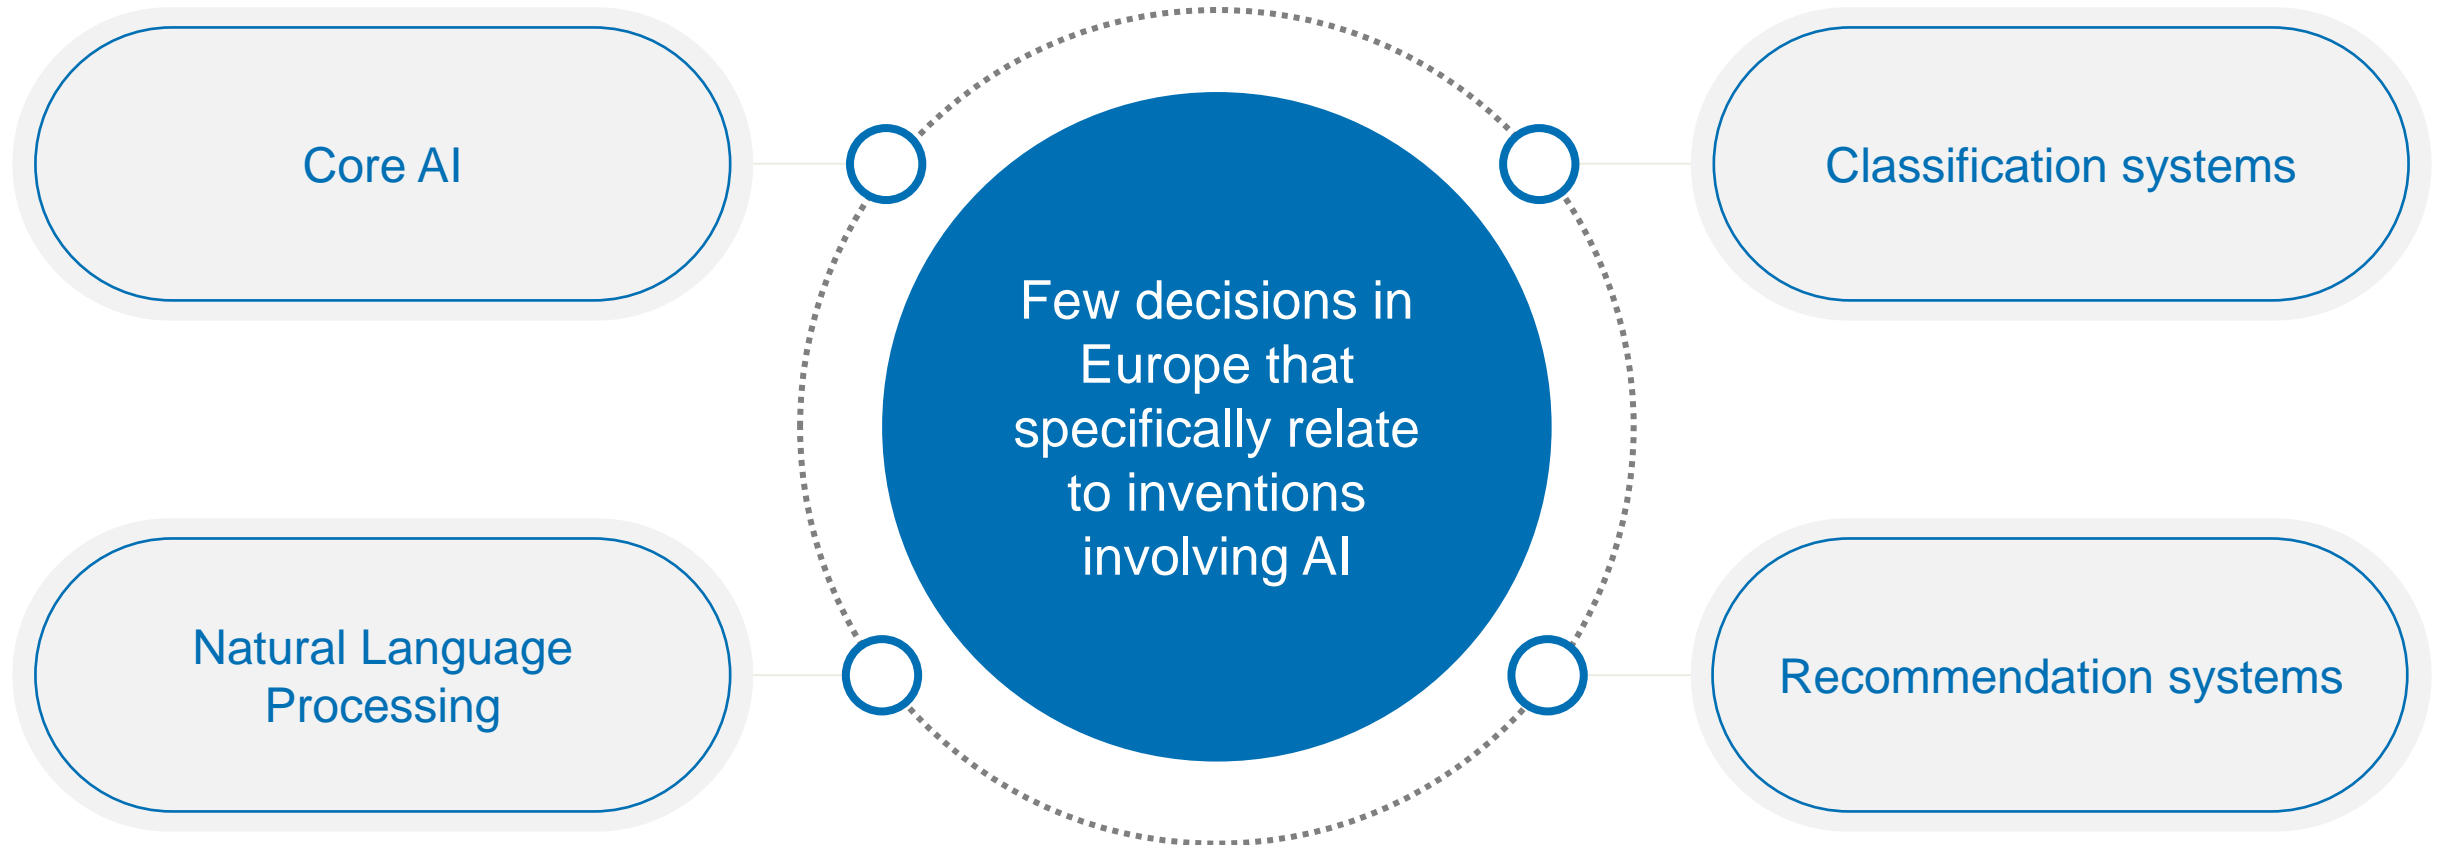 Core AI
Classification systems
Few decisions in
Europe that
specifically relate
to inventions
involving AI
Natural Language
Processing
Recommendation systems